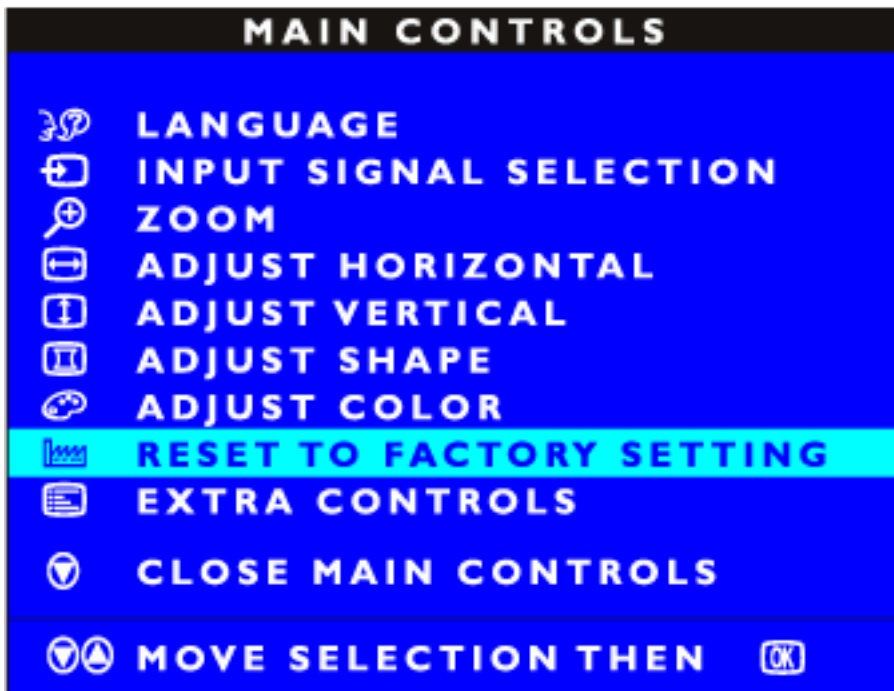 MAIN CONTROLS
LANGUAGE
INPUT SIGNAL SELECTION
ZOOM
ADJUST HORIZONTAL
ADJUST VERTICAL
ADJUST SHAPE
ADJUST COLOR
RESET TO FACTORY SETTING
EXTRA CONTROLS
CLOSE MAIN CONTROLS
MOVE SELECTION THEN OK